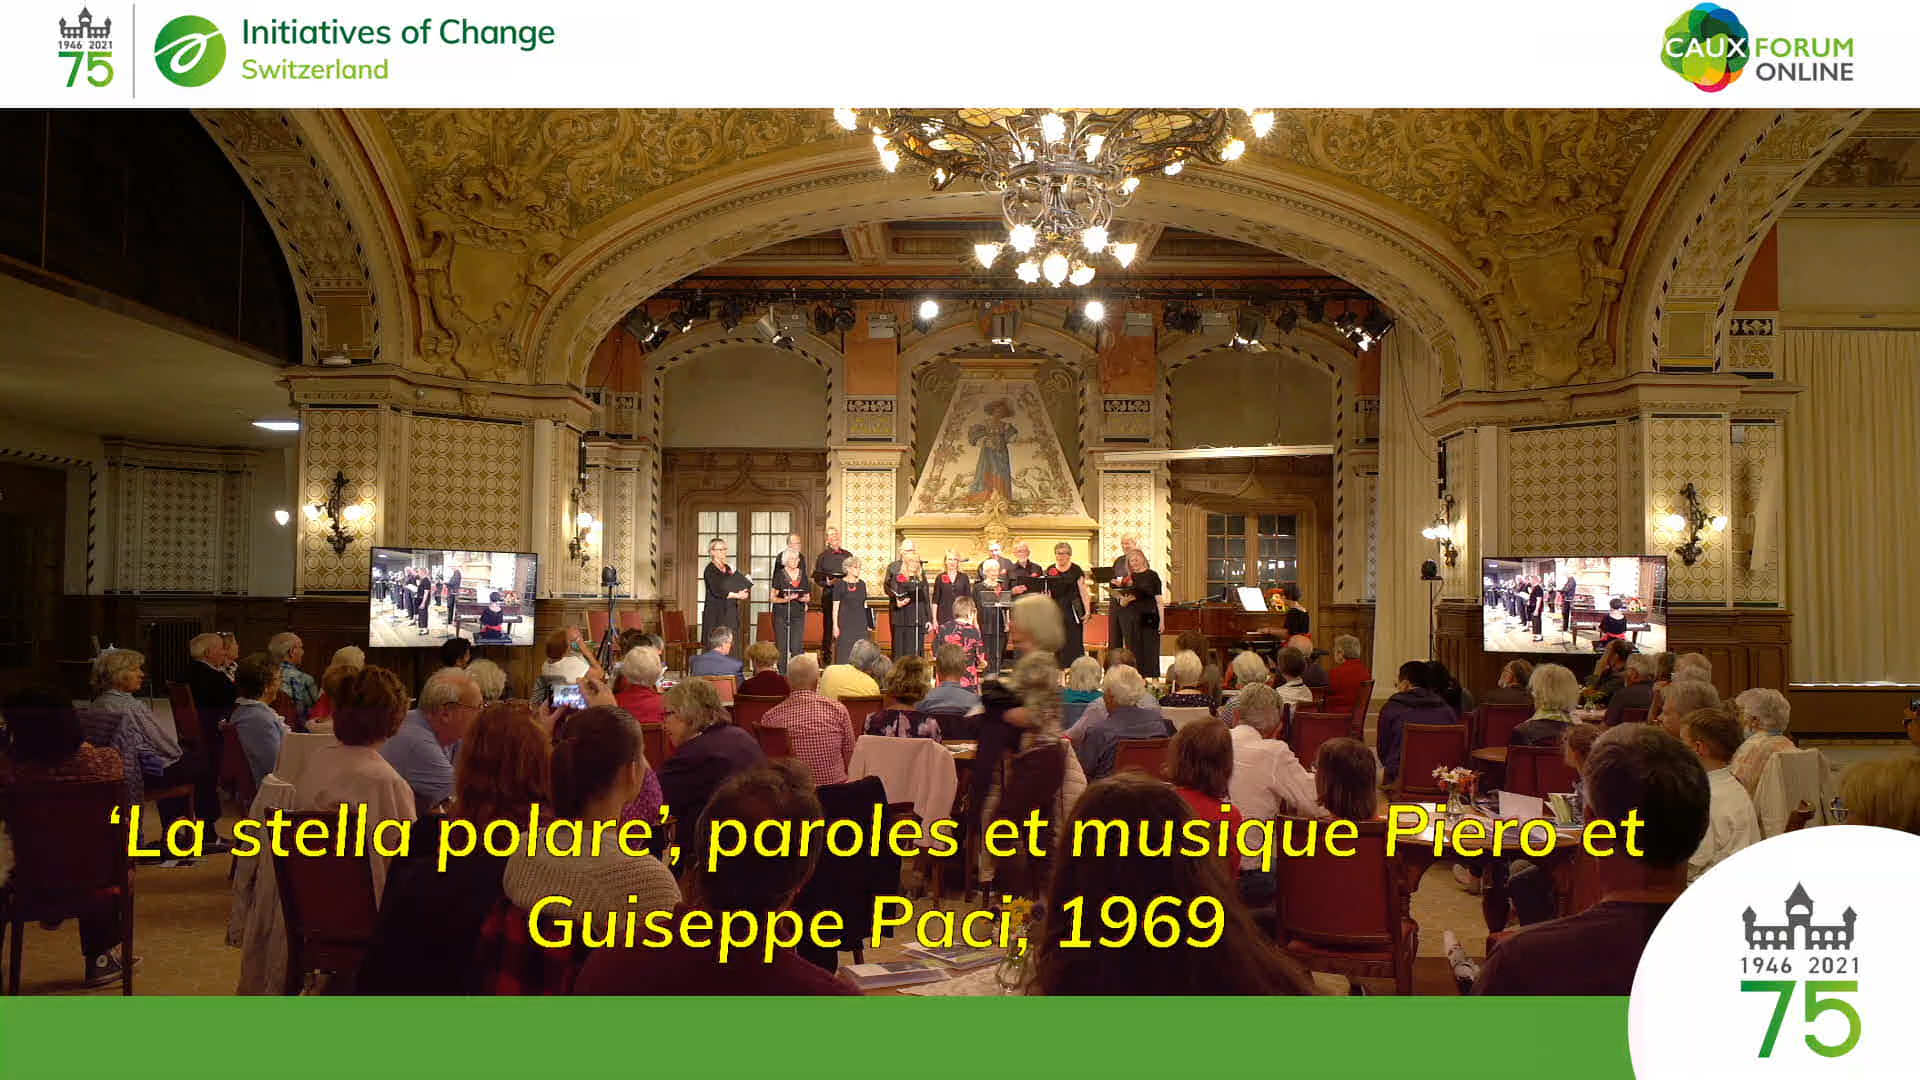 1946 2021
75
Initiatives of Change
Switzerland
CAUX FORUM
ONLINE
‘La stella polare’, paroles et musique Piero et
Guiseppe Paci, 1969
1946 2021
75